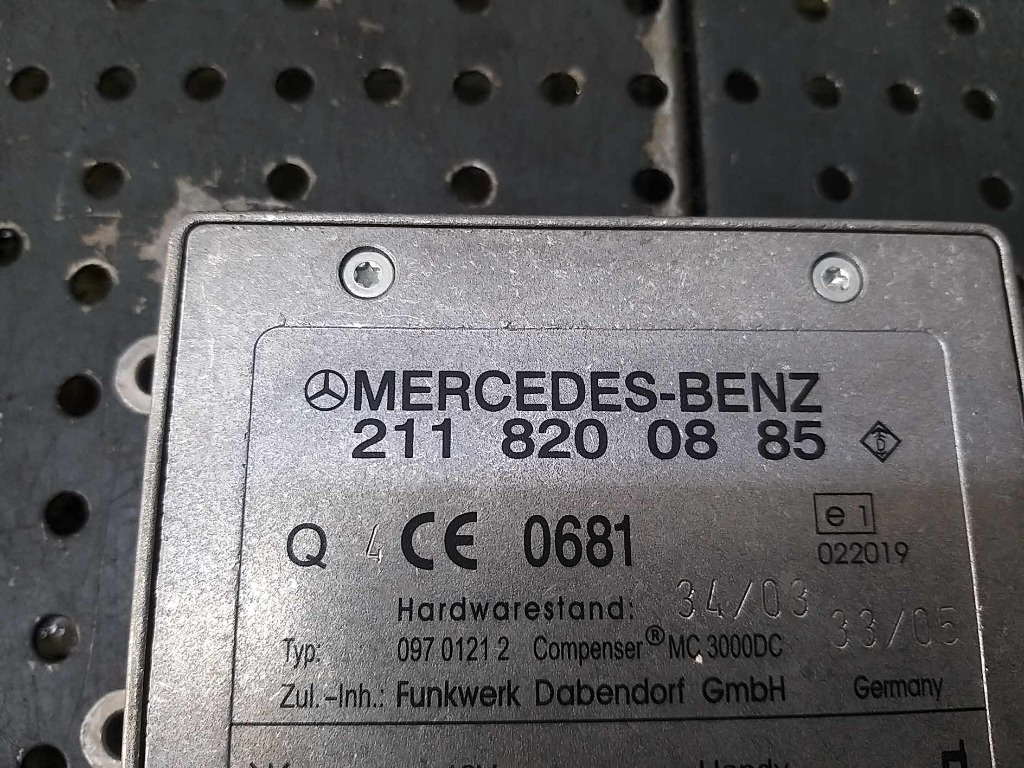 MERCEDES-BENZ
211 820 08 85
Q 4 CE 0681 e 1
022019
Hardwarestand: 34/03 33/05
Typ: 097 0121 2 Compenser® MC 3000DC
Zul.-Inh.: Funkwerk Dabendorf GmbH Germany
Handy